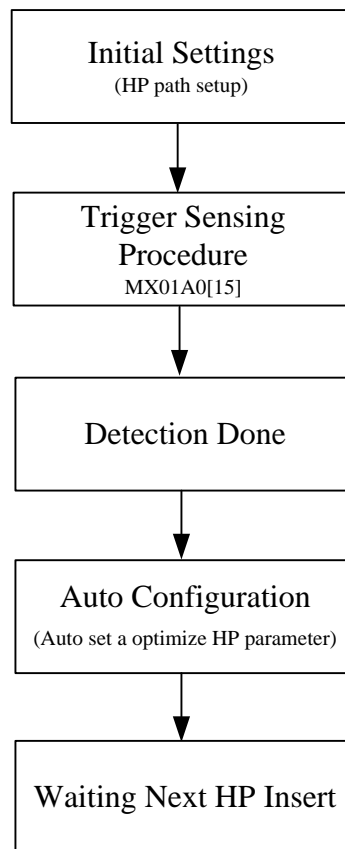 Initial Settings
(HP path setup)
Trigger Sensing
Procedure
MX01A0[15]
Detection Done
Auto Configuration
(Auto set a optimize HP parameter)
Waiting Next HP Insert